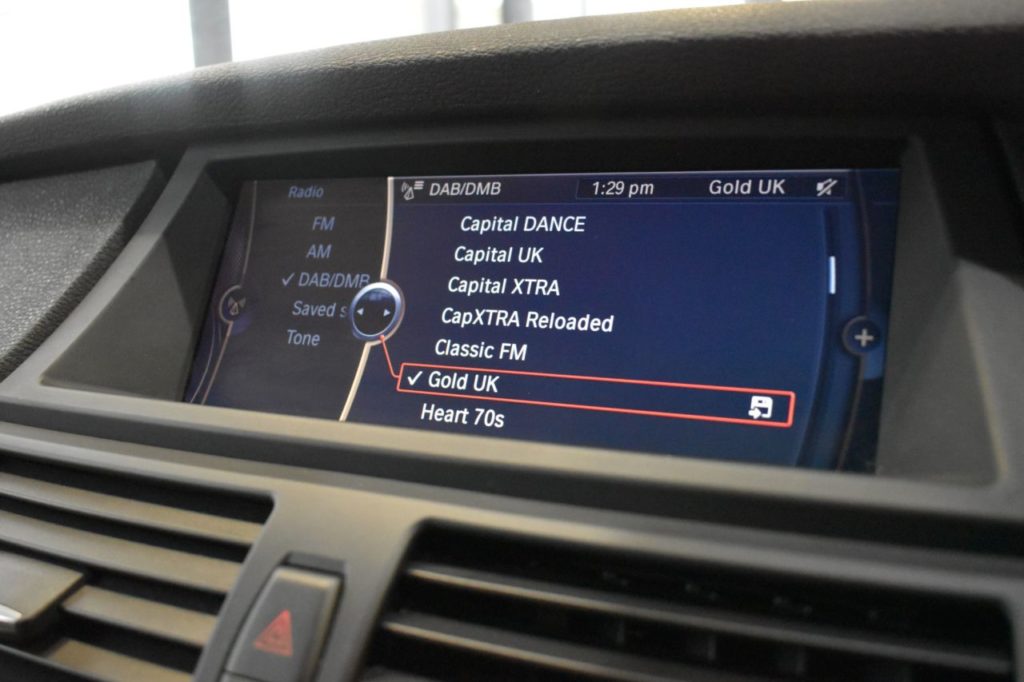 Radio
FM
AM
DAB/DMB
Saved s
Tone
DAB/DMB 1:29 pm Gold UK
Capital DANCE
Capital UK
Capital XTRA
CapXTRA Reloaded
Classic FM
Gold UK
Heart 70s